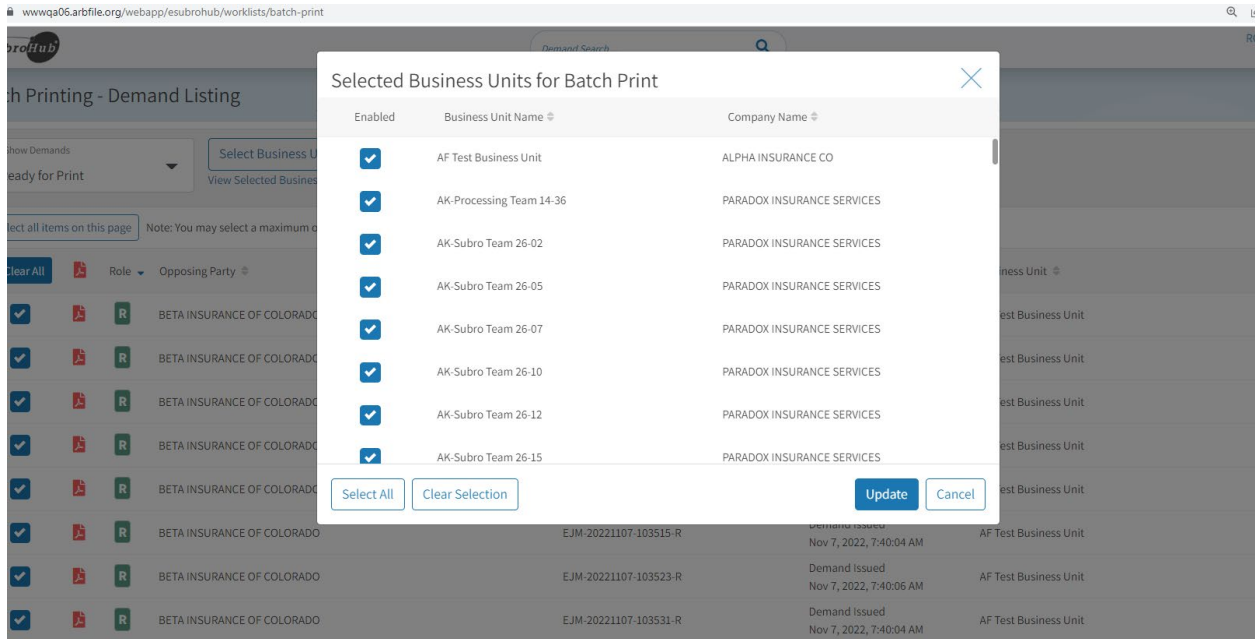 wwwqa06.arbfile.org/webapp/esubrohub/worklists/batch-print
broHub
Demand Search
ch Printing - Demand Listing
Show Demands
eady for Print
Select Business U
View Selected Busines
lect all items on this page
Note: You may select a maximum o
Clear All
Role
Opposing Party
iness Unit
R
BETA INSURANCE OF COLORADO
est Business Unit
R
BETA INSURANCE OF COLORADO
est Business Unit
R
BETA INSURANCE OF COLORADO
est Business Unit
R
BETA INSURANCE OF COLORADO
est Business Unit
R
BETA INSURANCE OF COLORADO
est Business Unit
R
BETA INSURANCE OF COLORADO
EJM-20221107-103515-R
Demand Issued
Nov 7, 2022, 7:40:04 AM
AF Test Business Unit
R
BETA INSURANCE OF COLORADO
EJM-20221107-103523-R
Demand Issued
Nov 7, 2022, 7:40:06 AM
AF Test Business Unit
R
BETA INSURANCE OF COLORADO
EJM-20221107-103531-R
Demand Issued
Nov 7, 2022, 7:40:04 AM
AF Test Business Unit
Selected Business Units for Batch Print
Enabled Business Unit Name Company Name
AF Test Business Unit ALPHA INSURANCE CO
AK-Processing Team 14-36 PARADOX INSURANCE SERVICES
AK-Subro Team 26-02 PARADOX INSURANCE SERVICES
AK-Subro Team 26-05 PARADOX INSURANCE SERVICES
AK-Subro Team 26-07 PARADOX INSURANCE SERVICES
AK-Subro Team 26-10 PARADOX INSURANCE SERVICES
AK-Subro Team 26-12 PARADOX INSURANCE SERVICES
AK-Subro Team 26-15 PARADOX INSURANCE SERVICES
Select All Clear Selection Update Cancel